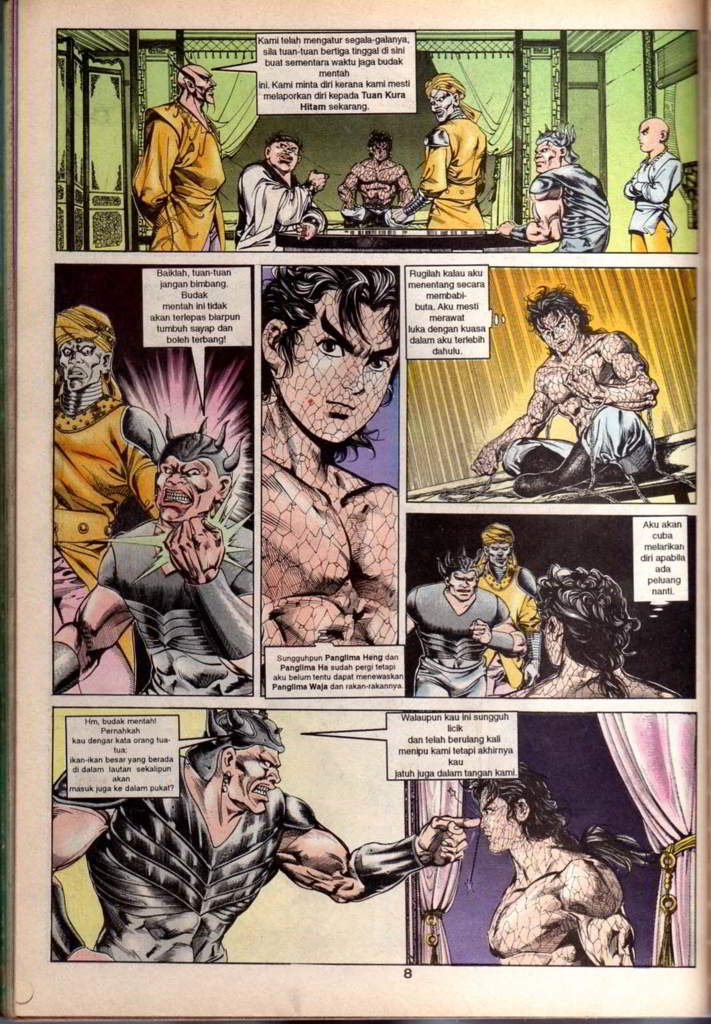 Kami telah mengatur segala-galanya,
sila tuan-tuan bertiga tinggal di sini
buat sementara waktu jaga budak
mentah
ini. Kami minta diri kerana kami mesti
melaporkan diri kepada Tuan Kura
Hitam sekarang.
Baiklah, tuan-tuan
jangan bimbang.
Budak
mentah ini tidak
akan terlepas biarpun
tumbuh sayap dan
boleh terbang!
Sungguhpun Panglima Heng dan
Panglima Ha sudah pergi tetapi
aku belum tentu dapat menewaskan
Panglima Waja dan rakan-rakannya.
Rugilah kalau aku
menentang secara
membabi-
buta. Aku mesti
merawat
luka dengan kuasa
dalam aku terlebih
dahulu.
Aku akan
cuba
melarikan
diri apabila
ada
peluang
nanti.
Hm, budak mentah!
Pernahkah
kau dengar kata orang tua-
tua:
ikan-ikan besar yang berada
di dalam lautan sekalipun
akan
masuk juga ke dalam pukat?
Walaupun kau ini sungguh
licik
dan telah berulang kali
menipu kami tetapi akhirnya
kau
jatuh juga dalam tangan kami.
8